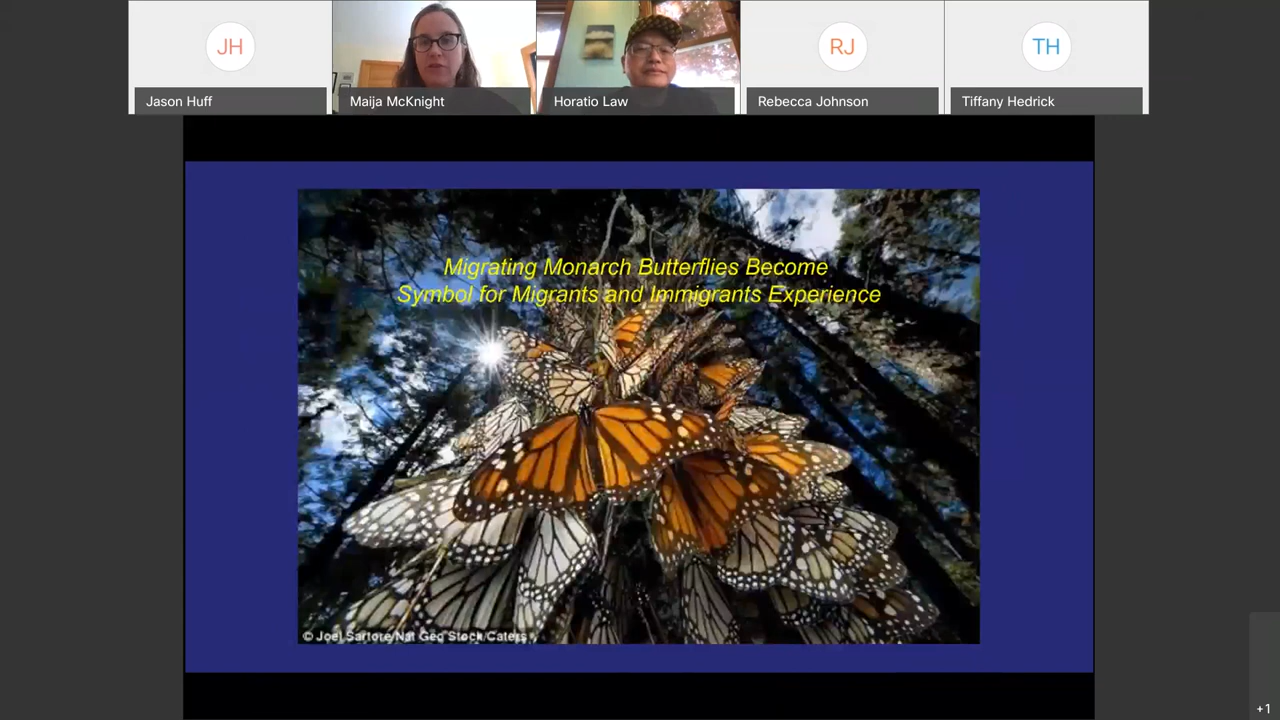 JH
RJ
TH
Jason Huff
Maija McKnight
Horatio Law
Rebecca Johnson
Tiffany Hedrick
Migrating Monarch Butterflies Become
Symbol for Migrants and Immigrants Experience
© Joel Sartore/Nat Geo Stock/Caters
+1